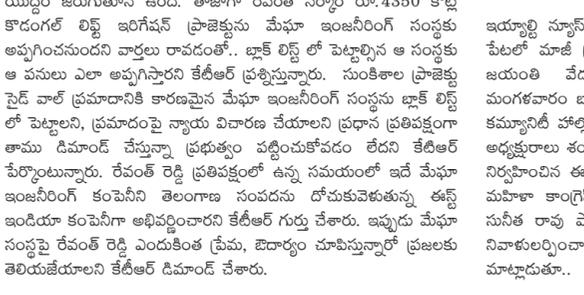 యుద్ధం జరుగుతూనే ఉంది. తాజాగా రేవంత్ సర్కార్ రూ.4350 కోట్ల
కొడంగల్ లిఫ్ట్ ఇరిగేషన్ ప్రాజెక్టును మేఘా ఇంజనీరింగ్ సంస్థకు
అప్పగించనుందని వార్తలు రావడంతో.. బ్లాక్ లిస్ట్ లో పెట్టాల్సిన ఆ సంస్థకు
ఆ పనులు ఎలా అప్పగిస్తారని కేటీఆర్ ప్రశ్నిస్తున్నారు. సుంకిశాల ప్రాజెక్టు
సైడ్ వాల్ ప్రమాదానికి కారణమైన మేఘా ఇంజనీరింగ్ సంస్థను బ్లాక్ లిస్ట్
లో పెట్టాలని, ప్రమాదంపై న్యాయ విచారణ చేయాలని ప్రధాన ప్రతిపక్షంగా
తాము డిమాండ్ చేస్తున్నా ప్రభుత్వం పట్టించుకోవడం లేదని కేటిఆర్
పేర్కొంటున్నారు. రేవంత్ రెడ్డి ప్రతిపక్షంలో ఉన్న సమయంలో ఇదే మేఘా
ఇంజనీరింగ్ కంపెనీని తెలంగాణ సంపదను దోచుకువెళుతున్న ఈస్ట్
ఇండియా కంపెనీగా అభివర్ణించారని కేటీఆర్ గుర్తు చేశారు. ఇప్పుడు మేఘా
సంస్థపై రేవంత్ రెడ్డి ఎందుకింత ప్రేమ, ఔదార్యం చూపిస్తున్నారో ప్రజలకు
తెలియజేయాలని కేటీఆర్ డిమాండ్ చేశారు.
ఇయ్యాల్టి న్యూస్
పేటలో మాజీ
జయంతి వేడ
మంగళవారం
కమ్యూనిటీ హాల్
అధ్యక్షురాలు
నిర్వహించిన ఈ
మహిళా కాంగ్రె
సునీత రావు
నివాళులర్పించా
మాట్లాడుతూ..